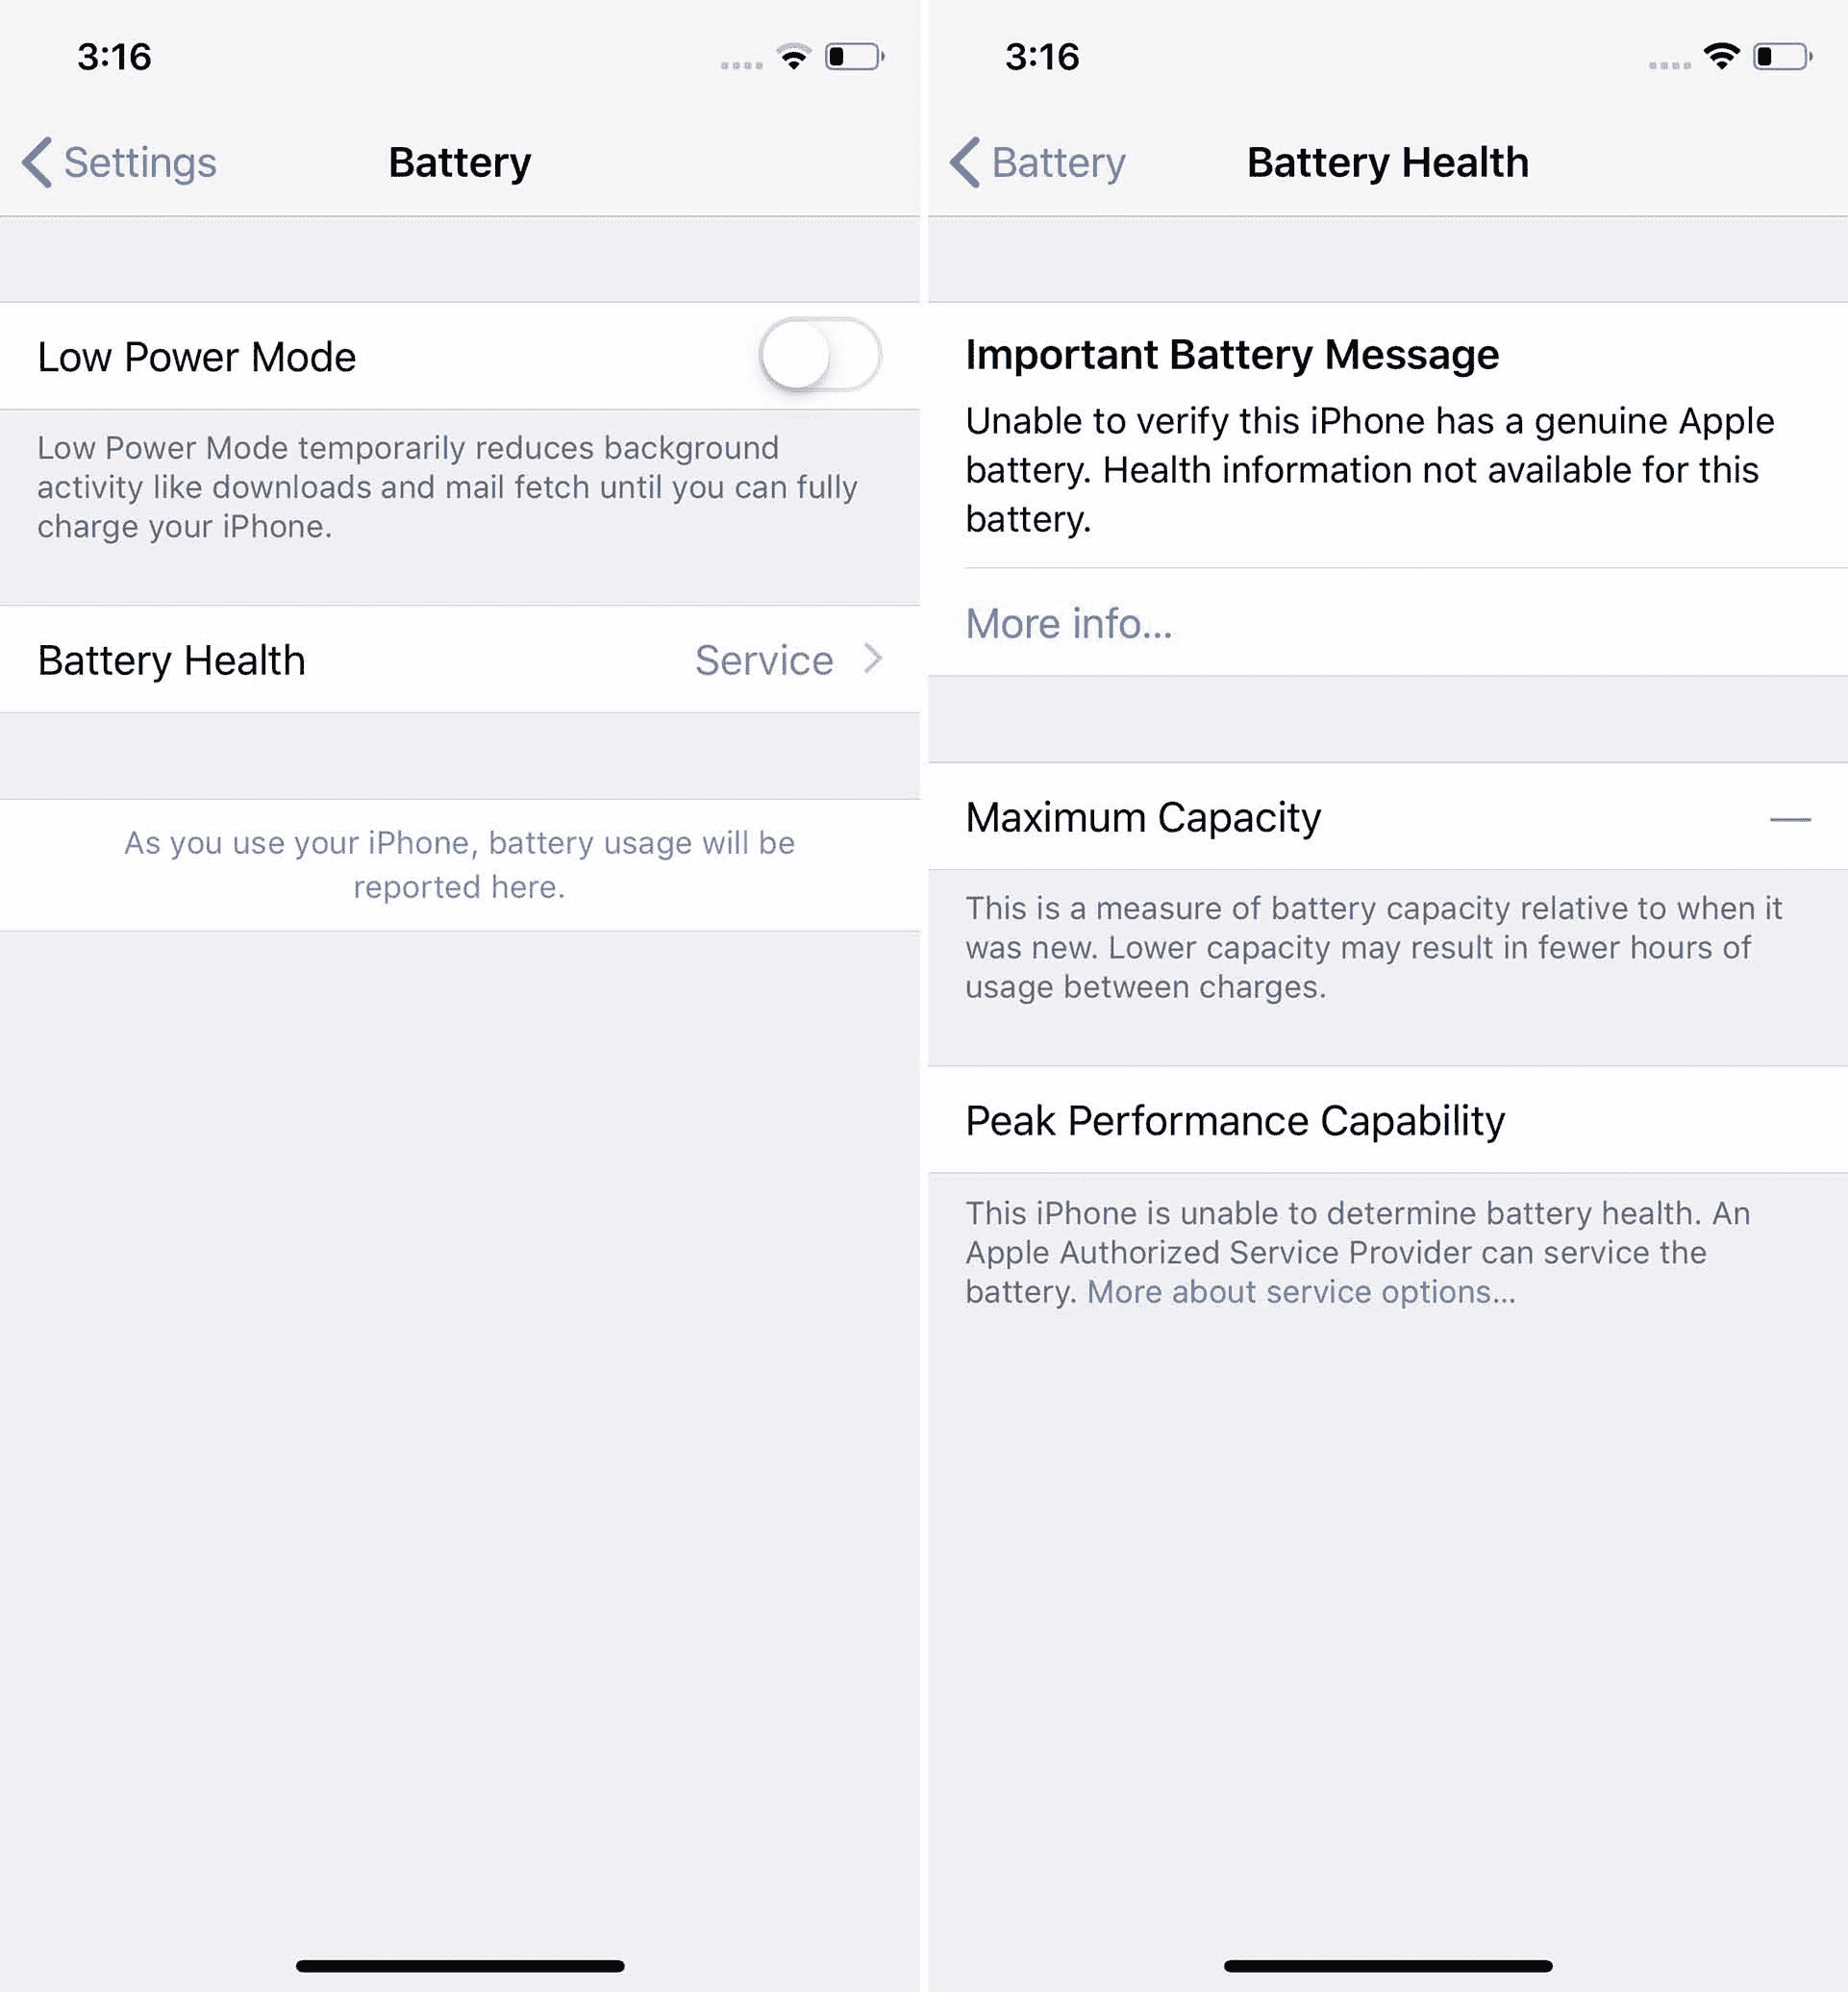 3:16
Settings
Battery
Low Power Mode
Low Power Mode temporarily reduces background
activity like downloads and mail fetch until you can fully
charge your iPhone.
Battery Health
Service
As you use your iPhone, battery usage will be
reported here.
3:16
Battery
Battery Health
Important Battery Message
Unable to verify this iPhone has a genuine Apple
battery. Health information not available for this
battery.
More info...
Maximum Capacity
—
This is a measure of battery capacity relative to when it
was new. Lower capacity may result in fewer hours of
usage between charges.
Peak Performance Capability
This iPhone is unable to determine battery health. An
Apple Authorized Service Provider can service the
battery. More about service options...